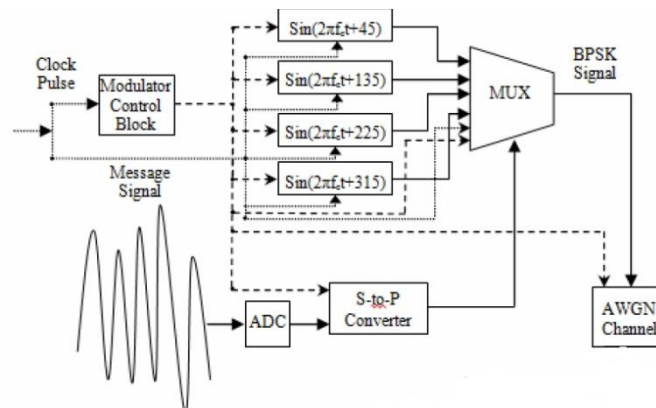 Sin(2πfct+45)
Clock
Pulse
Modulator
Control
Block
Sin(2πfct+135)
MUX
BPSK
Signal
Sin(2πfct+225)
Message
Signal
Sin(2πfct+315)
ADC
S-to-P
Converter
AWGN
Channel